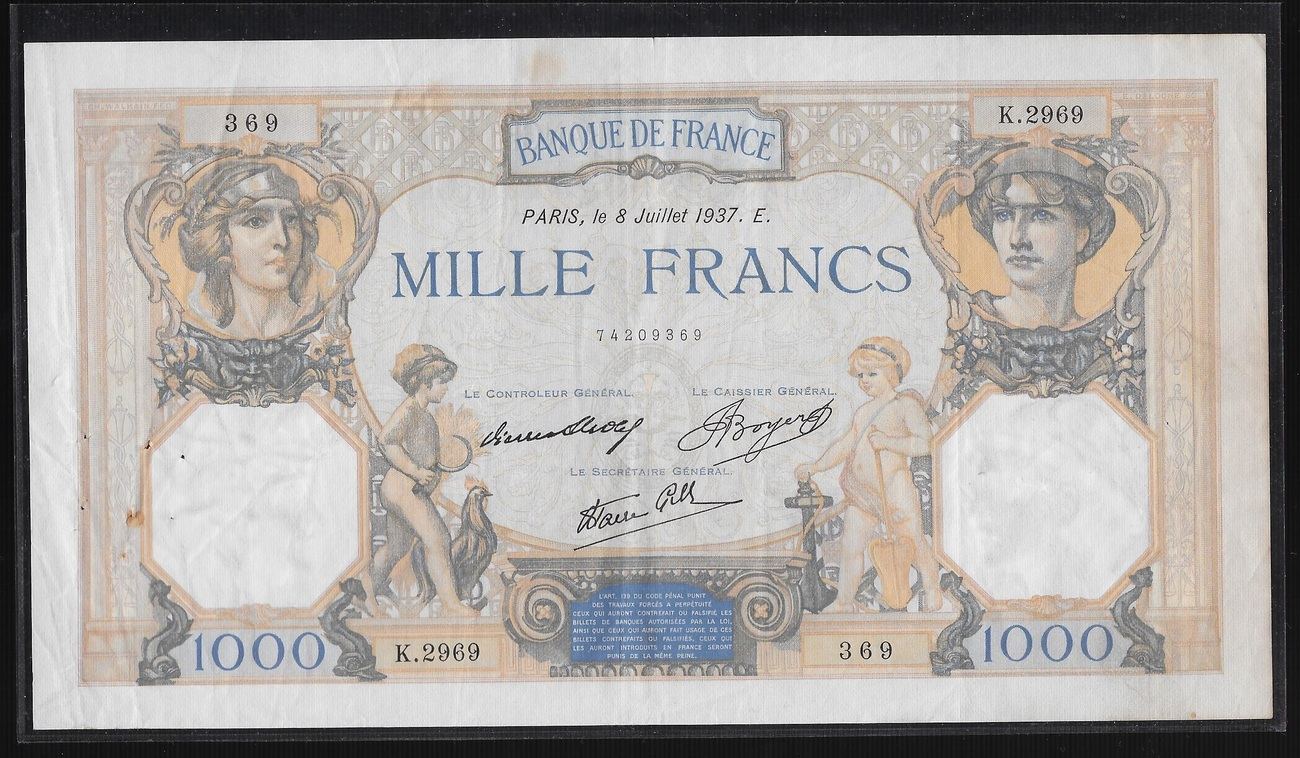 369
K.2969
BANQUE DE FRANCE
PARIS, le 8 Juillet 1937. E.
MILLE FRANCS
74209369
LE CONTROLEUR GÉNÉRAL.
LE CAISSIER GÉNÉRAL.
LE SECRÉTAIRE GÉNÉRAL.
L'ART. 139 DU CODE PÉNAL PUNIT
DES TRAVAUX FORCÉS A PERPÉTUITÉ
CEUX QUI AURONT CONTREFAIT OU FALSIFIÉ LES
BILLETS DE BANQUES AUTORISÉES PAR LA LOI,
AINSI QUE CEUX QUI AURONT FAIT USAGE DE CES
BILLETS CONTREFAITS OU FALSIFIÉS, CEUX QUI
LES AURONT INTRODUITS EN FRANCE SERONT
PUNIS DE LA MÊME PEINE.
1000
K.2969
369
1000